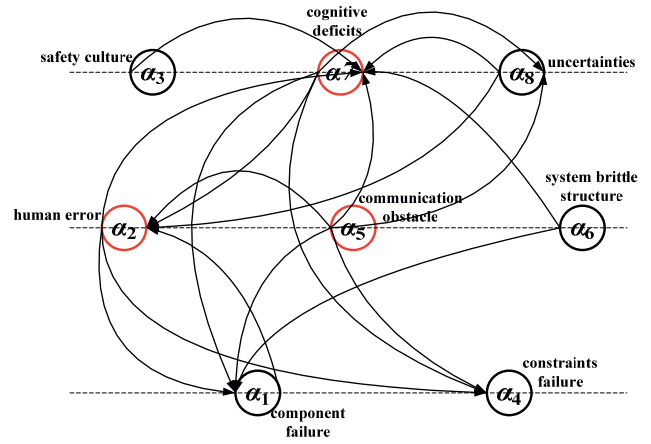 cognitive
deficits
safety culture
α3
α7
α8
uncertainties
human error
α2
communication
obstacle
α5
system brittle
structure
α6
α1
component
failure
α4
constraints
failure